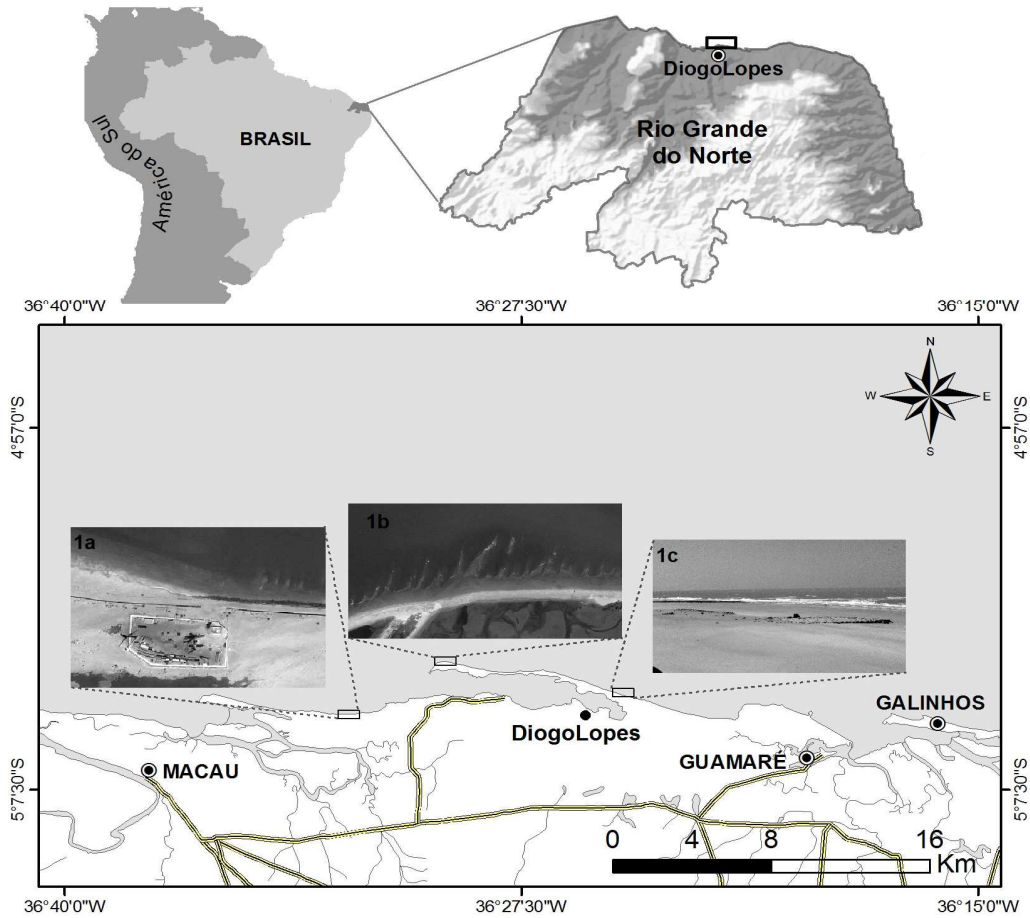 BRASIL
América do Sul
DiogoLopes
Rio Grande
do Norte
36°40'0"W
36°27'30"W
36°15'0"W
4°57'0"S
4°57'0"S
N
W
E
S
1a
1b
1c
MACAU
DiogoLopes
GUAMARÉ
GALINHOS
5°7'30"S
5°7'30"S
0 4 8 16
Km
36°40'0"W
36°27'30"W
36°15'0"W